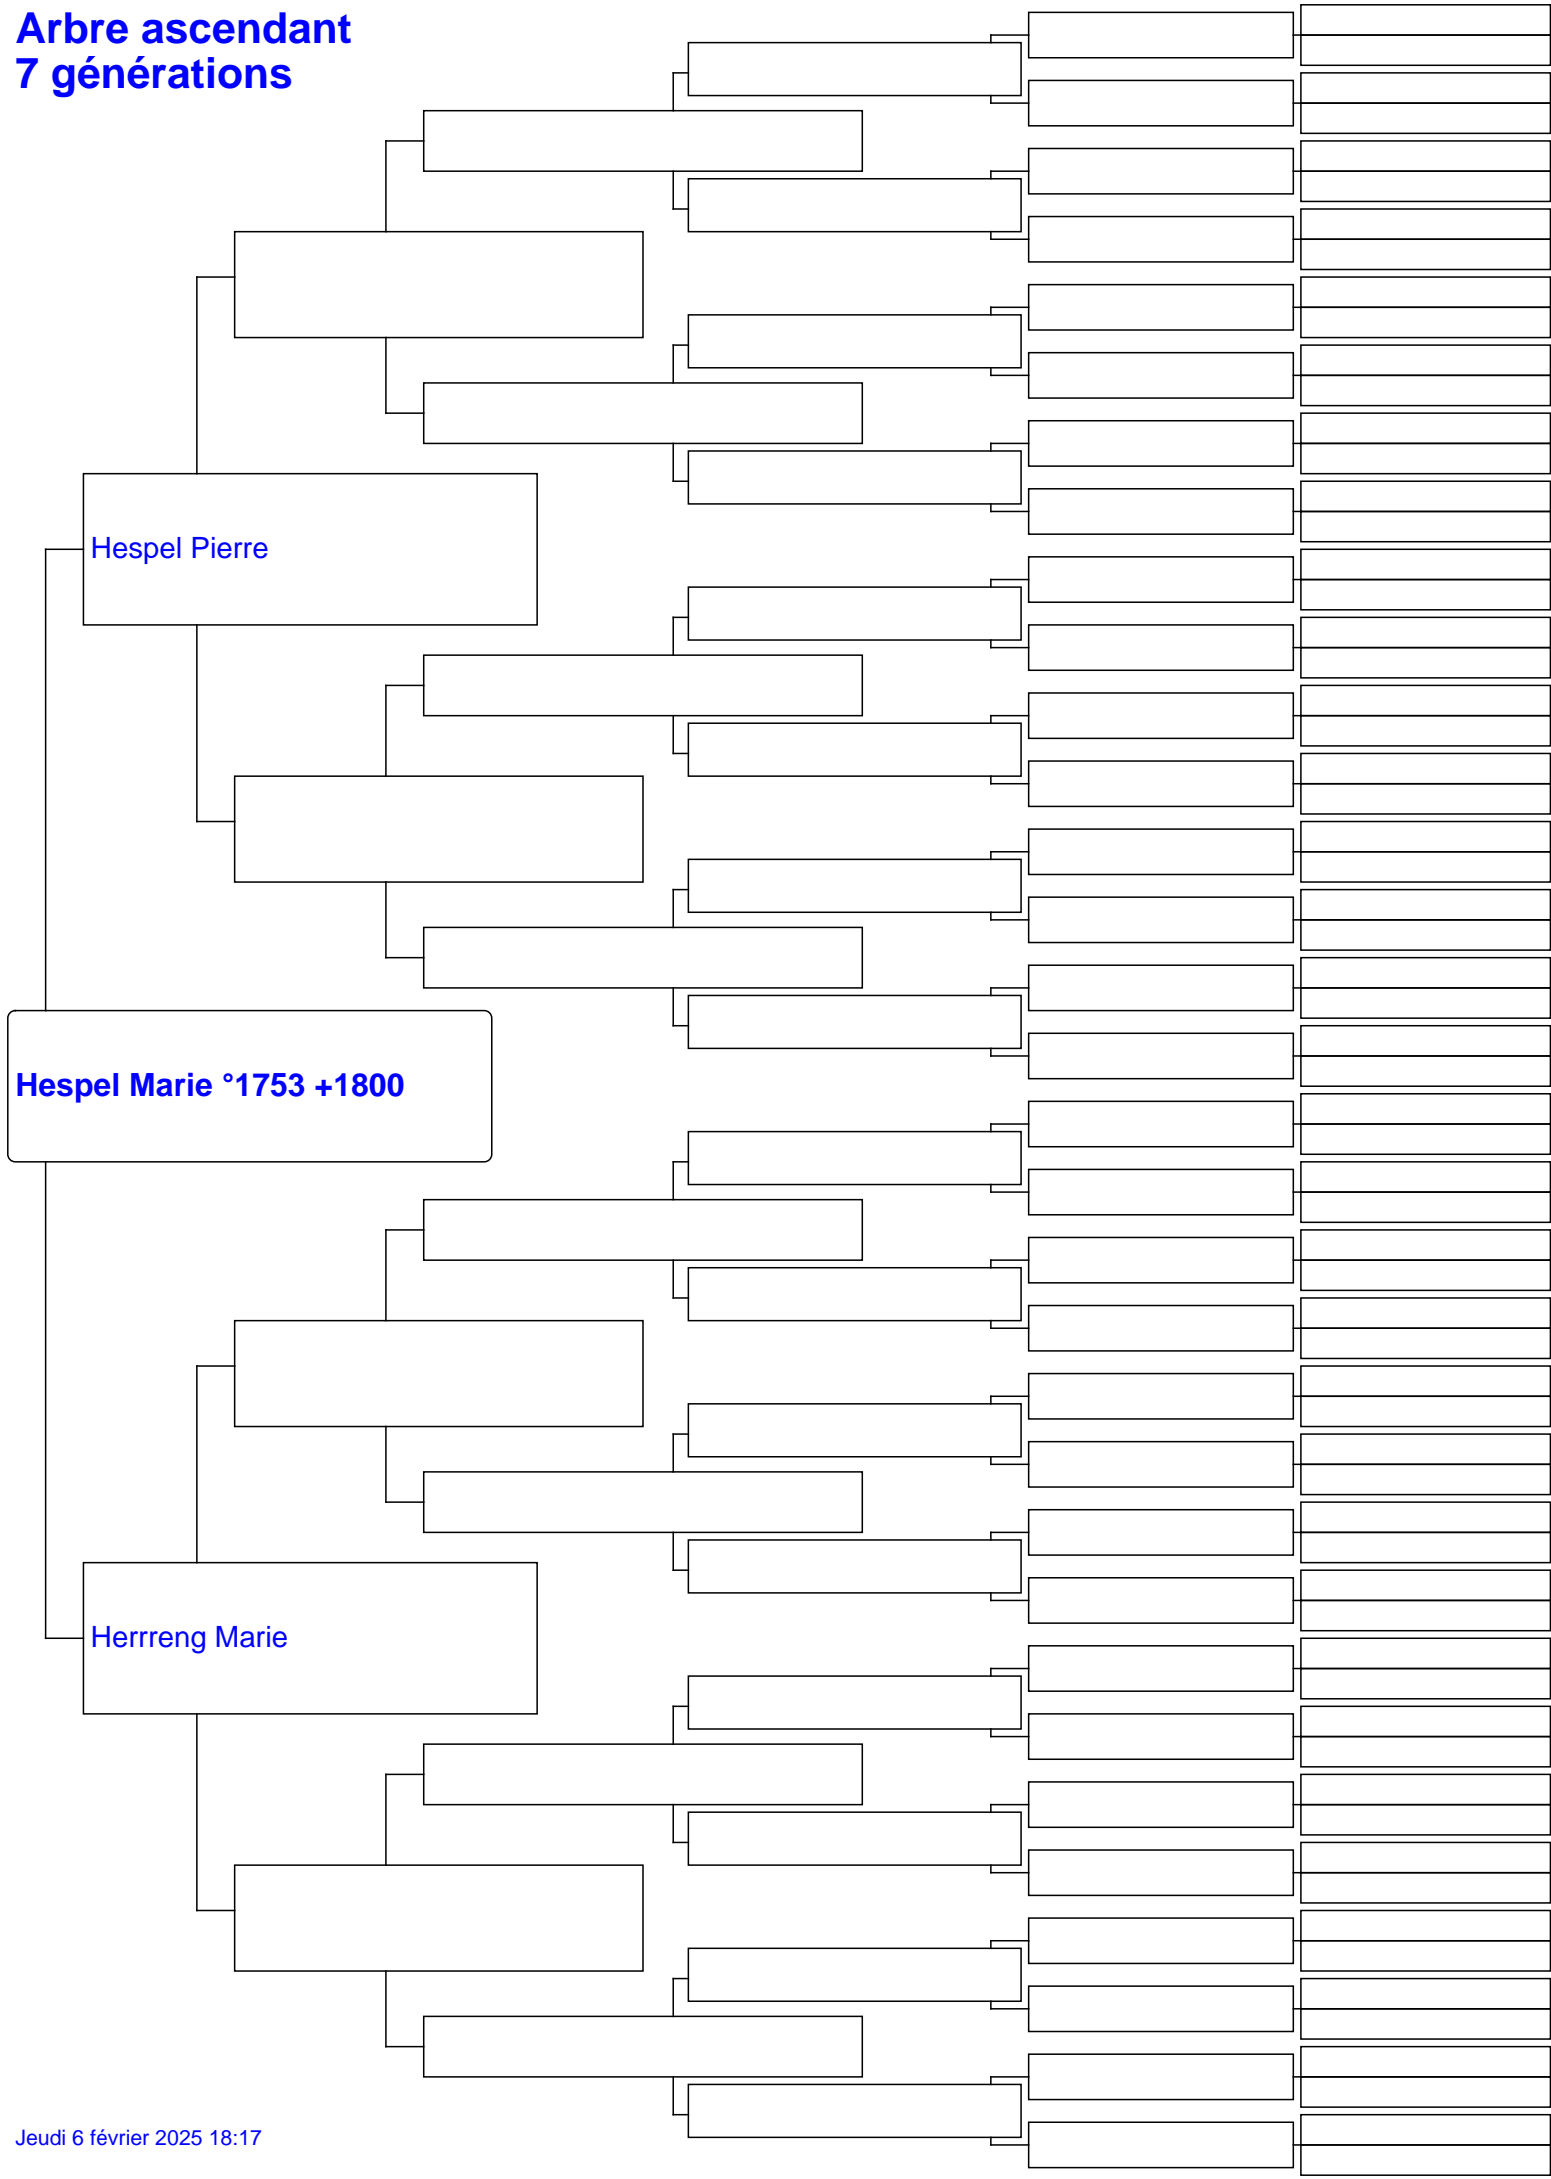 Arbre ascendant
7 générations
Hespel Pierre
Hespel Marie °1753 +1800
Herrreng Marie
Jeudi 6 février 2025 18:17